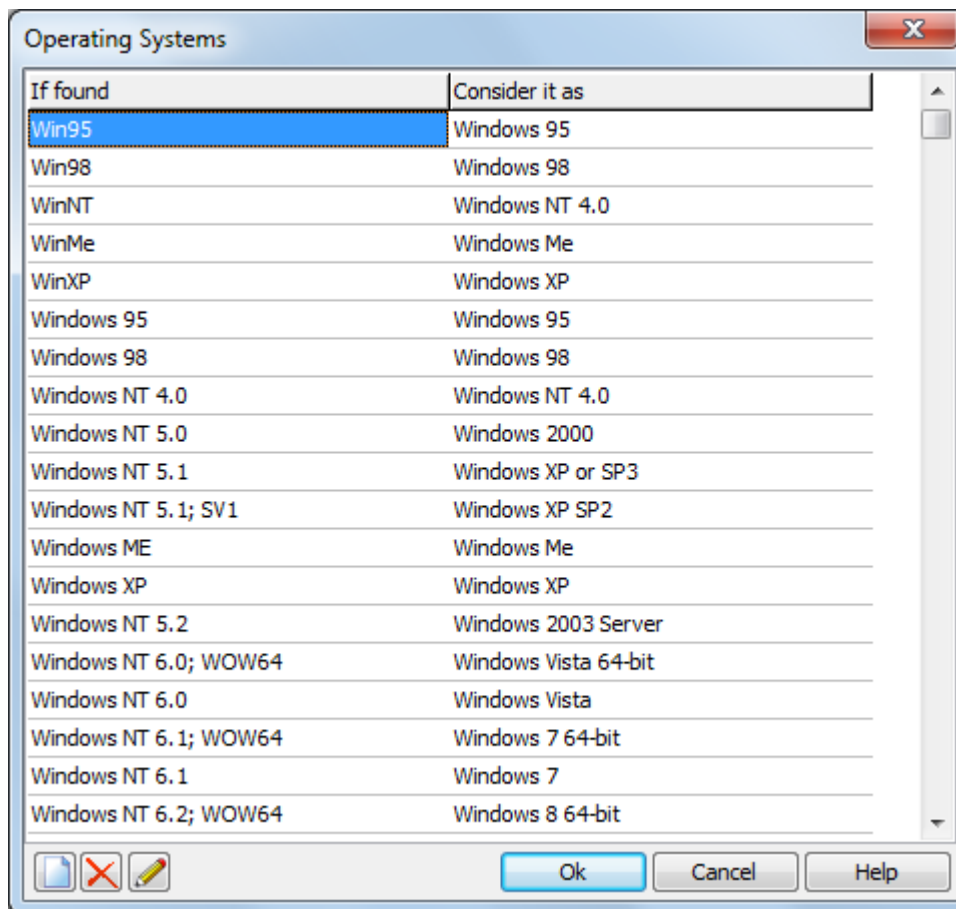 Operating Systems
If found Consider it as
Win95 Windows 95
Win98 Windows 98
WinNT Windows NT 4.0
WinMe Windows Me
WinXP Windows XP
Windows 95 Windows 95
Windows 98 Windows 98
Windows NT 4.0 Windows NT 4.0
Windows NT 5.0 Windows 2000
Windows NT 5.1 Windows XP or SP3
Windows NT 5.1; SV1 Windows XP SP2
Windows ME Windows Me
Windows XP Windows XP
Windows NT 5.2 Windows 2003 Server
Windows NT 6.0; WOW64 Windows Vista 64-bit
Windows NT 6.0 Windows Vista
Windows NT 6.1; WOW64 Windows 7 64-bit
Windows NT 6.1 Windows 7
Windows NT 6.2; WOW64 Windows 8 64-bit
Ok Cancel Help